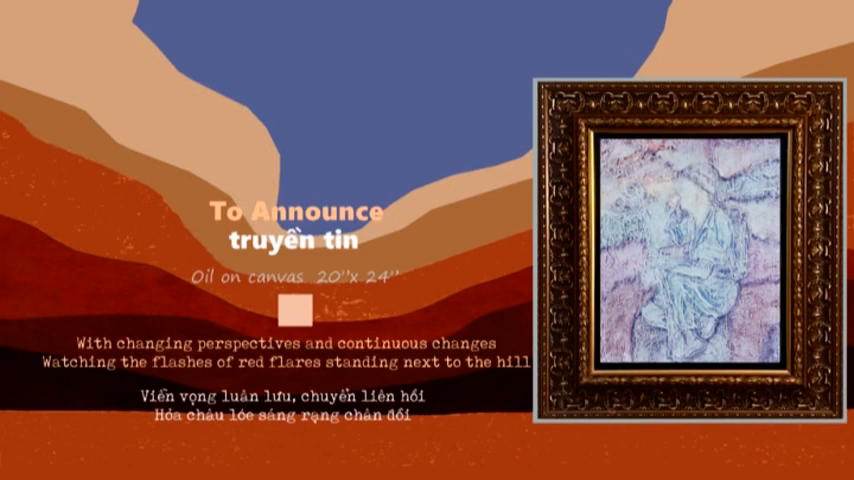 To Announce
truyền tin
Oil on canvas 20''x 24''
With changing perspectives and continuous changes
Watching the flashes of red flares standing next to the hill
Viễn vọng luân lưu, chuyển liên hồi
Hỏa châu lóe sáng rạng chân đồi